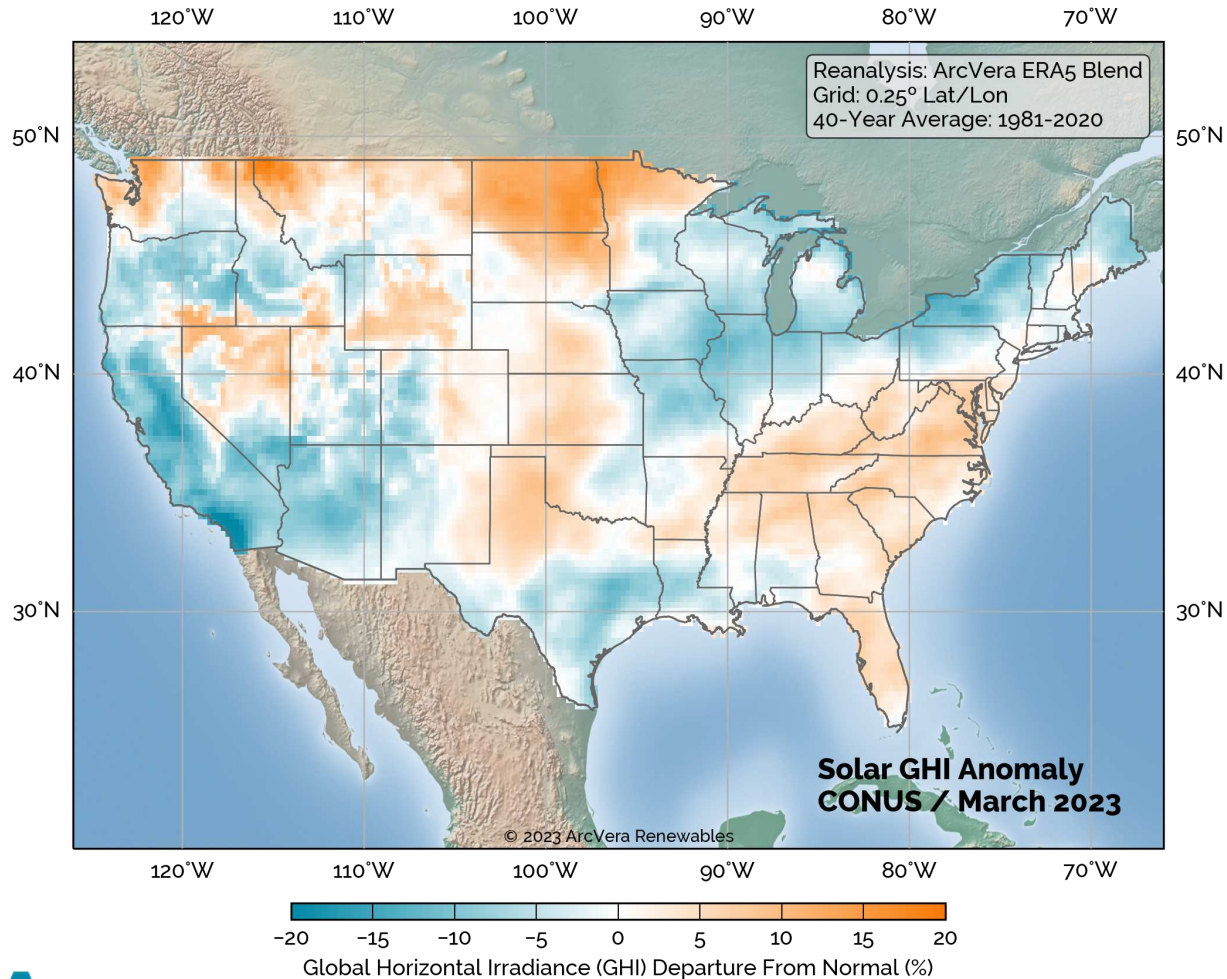 120°W 110°W 100°W 90°W 80°W 70°W
Reanalysis: ArcVera ERA5 Blend
Grid: 0.25º Lat/Lon
40-Year Average: 1981-2020
50°N 50°N
40°N 40°N
30°N 30°N
Solar GHI Anomaly
CONUS / March 2023
© 2023 ArcVera Renewables
120°W 110°W 100°W 90°W 80°W 70°W
−20 −15 −10 −5 0 5 10 15 20
Global Horizontal Irradiance (GHI) Departure From Normal (%)